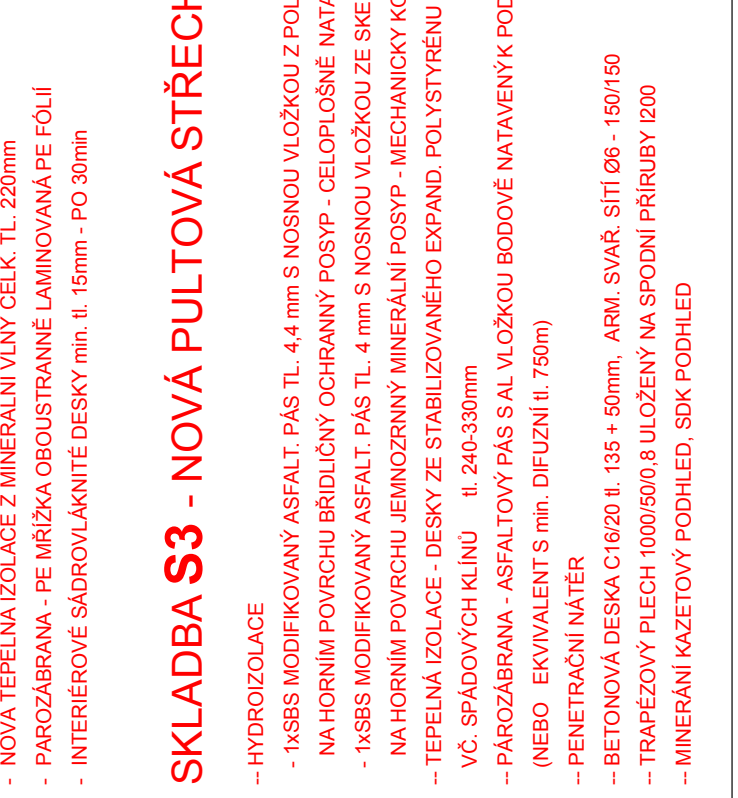 - NOVÁ TEPELNÁ IZOLACE Z MINERÁLNÍ VLNY CELK. TL. 220mm
- PAROZÁBRANA - PE MŘÍŽKA OBOUSTRANNĚ LAMINOVANÁ PE FÓLIÍ
- INTERIÉROVÉ SÁDROVLÁKNITÉ DESKY min. tl. 15mm - PO 30min
SKLADBA S3 - NOVÁ PULTOVÁ STŘECH
-- HYDROIZOLACE
- 1xSBS MODIFIKOVANÝ ASFALT. PÁS TL. 4,4 mm S NOSNOU VLOŽKOU Z POL
NA HORNÍM POVRCHU BŘIDLIČNÝ OCHRANNÝ POSYP - CELOPLOŠNĚ NATA
- 1xSBS MODIFIKOVANÝ ASFALT. PÁS TL. 4 mm S NOSNOU VLOŽKOU ZE SKE
NA HORNÍM POVRCHU JEMNOZRNNÝ MINERÁLNÍ POSYP - MECHANICKY KO
-- TEPELNÁ IZOLACE - DESKY ZE STABILIZOVANÉHO EXPAND. POLYSTYRÉNU
VČ. SPÁDOVÝCH KLÍNŮ tl. 240-330mm
-- PÁROZÁBRANA - ASFALTOVÝ PÁS S AL VLOŽKOU BODOVĚ NATAVENÝK POD
(NEBO EKVIVALENT S min. DIFUZNÍ tl. 750m)
-- PENETRAČNÍ NÁTĚR
-- BETONOVÁ DESKA C16/20 tl. 135 + 50mm, ARM. SVAŘ. SÍTÍ Ø6 - 150/150
-- TRAPÉZOVÝ PLECH 1000/50/0,8 ULOŽENÝ NA SPODNÍ PŘÍRUBY I200
-- MINERÁNÍ KAZETOVÝ PODHLED, SDK PODHLED